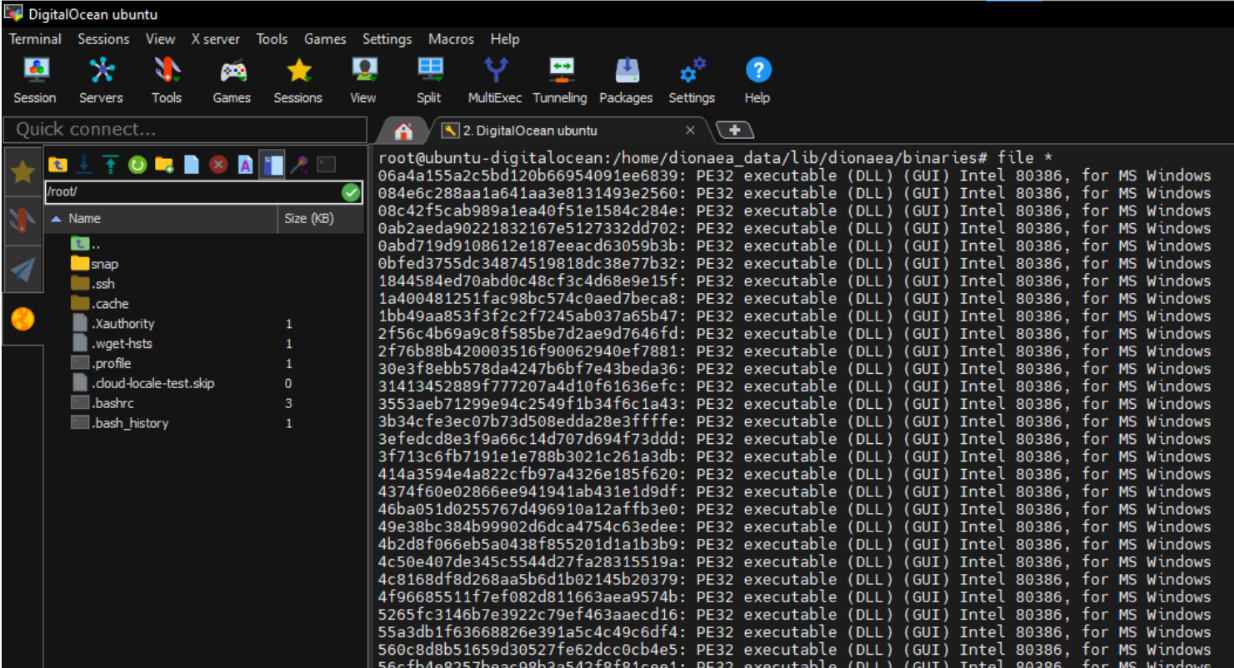 DigitalOcean ubuntu
Terminal Sessions View X server Tools Games Settings Macros Help
Session Servers Tools Games Sessions View Split MultiExec Tunneling Packages Settings Help
Quick connect...
2. DigitalOcean ubuntu
/root/
Name Size (KB)
..
snap
.ssh
.cache
.Xauthority 1
.wget-hsts 1
.profile 1
.cloud-locale-test.skip 0
.bashrc 3
.bash_history 1
root@ubuntu-digitalocean:/home/dionaea_data/lib/dionaea/binaries# file *
06a4a155a2c5bd120b66954091ee6839: PE32 executable (DLL) (GUI) Intel 80386, for MS Windows
084e6c288aa1a641aa3e8131493e2560: PE32 executable (DLL) (GUI) Intel 80386, for MS Windows
08c42f5cab989a1ea40f51e1584c284e: PE32 executable (DLL) (GUI) Intel 80386, for MS Windows
0ab2aeda90221832167e5127332dd702: PE32 executable (DLL) (GUI) Intel 80386, for MS Windows
0abd719d9108612e187eeacd63059b3b: PE32 executable (DLL) (GUI) Intel 80386, for MS Windows
0bfed3755dc34874519818dc38e77b32: PE32 executable (DLL) (GUI) Intel 80386, for MS Windows
1844584ed70abd0c48cf3c4d68e9e15f: PE32 executable (DLL) (GUI) Intel 80386, for MS Windows
1a400481251fac98bc574c0aed7beca8: PE32 executable (DLL) (GUI) Intel 80386, for MS Windows
1bb49aa853f3f2c2f7245ab037a65b47: PE32 executable (DLL) (GUI) Intel 80386, for MS Windows
2f56c4b69a9c8f585be7d2ae9d7646fd: PE32 executable (DLL) (GUI) Intel 80386, for MS Windows
2f76b88b420003516f90062940ef7881: PE32 executable (DLL) (GUI) Intel 80386, for MS Windows
30e3f8ebb578da4247b6bf7e43beda36: PE32 executable (DLL) (GUI) Intel 80386, for MS Windows
31413452889f777207a4d10f61636efc: PE32 executable (DLL) (GUI) Intel 80386, for MS Windows
3553aeb71299e94c2549f1b34f6c1a43: PE32 executable (DLL) (GUI) Intel 80386, for MS Windows
3b34cfe3ec07b73d508edda28e3ffffe: PE32 executable (DLL) (GUI) Intel 80386, for MS Windows
3efedcd8e3f9a66c14d707d694f73ddd: PE32 executable (DLL) (GUI) Intel 80386, for MS Windows
3f713c6fb7191e1e788b3021c261a3db: PE32 executable (DLL) (GUI) Intel 80386, for MS Windows
414a3594e4a822cfb97a4326e185f620: PE32 executable (DLL) (GUI) Intel 80386, for MS Windows
4374f60e02866ee941941ab431e1d9df: PE32 executable (DLL) (GUI) Intel 80386, for MS Windows
46ba051d0255767d496910a12affb3e0: PE32 executable (DLL) (GUI) Intel 80386, for MS Windows
49e38bc384b99902d6dca4754c63edee: PE32 executable (DLL) (GUI) Intel 80386, for MS Windows
4b2d8f066eb5a0438f855201d1a1b3b9: PE32 executable (DLL) (GUI) Intel 80386, for MS Windows
4c50e407de345c5544d27fa28315519a: PE32 executable (DLL) (GUI) Intel 80386, for MS Windows
4c8168df8d268aa5b6d1b02145b20379: PE32 executable (DLL) (GUI) Intel 80386, for MS Windows
4f96685511f7ef082d811663aea9574b: PE32 executable (DLL) (GUI) Intel 80386, for MS Windows
5265fc3146b7e3922c79ef463aaecd16: PE32 executable (DLL) (GUI) Intel 80386, for MS Windows
55a3db1f63668826e391a5c4c49c6df4: PE32 executable (DLL) (GUI) Intel 80386, for MS Windows
560c8d8b51659d30527fe62dcc0cb4e5: PE32 executable (DLL) (GUI) Intel 80386, for MS Windows
PE32 executable (DLL) (GUI) Intel 80386, for MS Windows